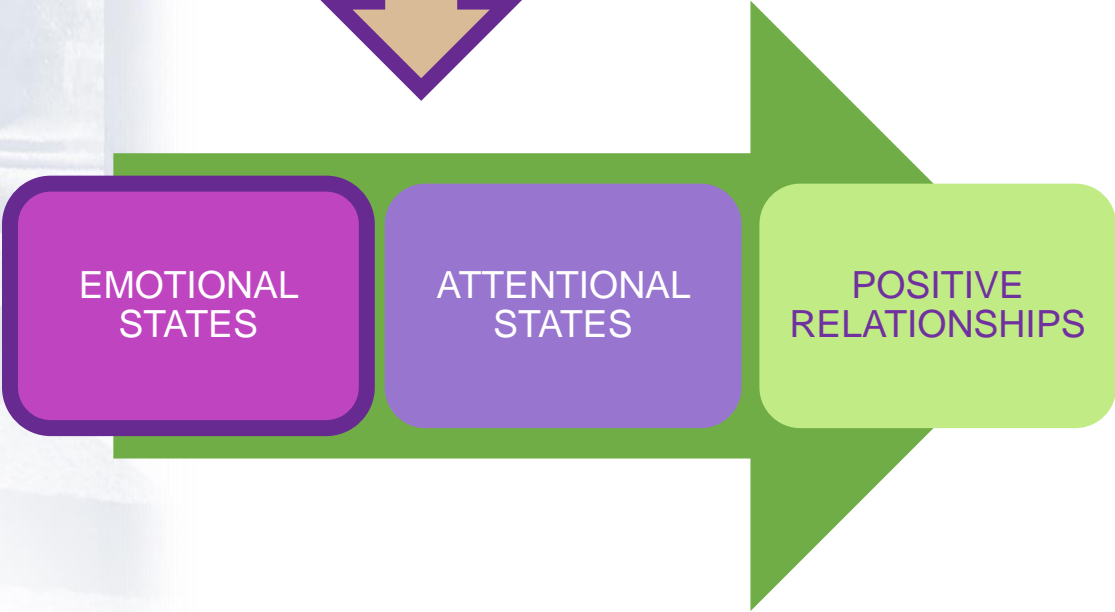 EMOTIONAL
STATES
ATTENTIONAL
STATES
POSITIVE
RELATIONSHIPS